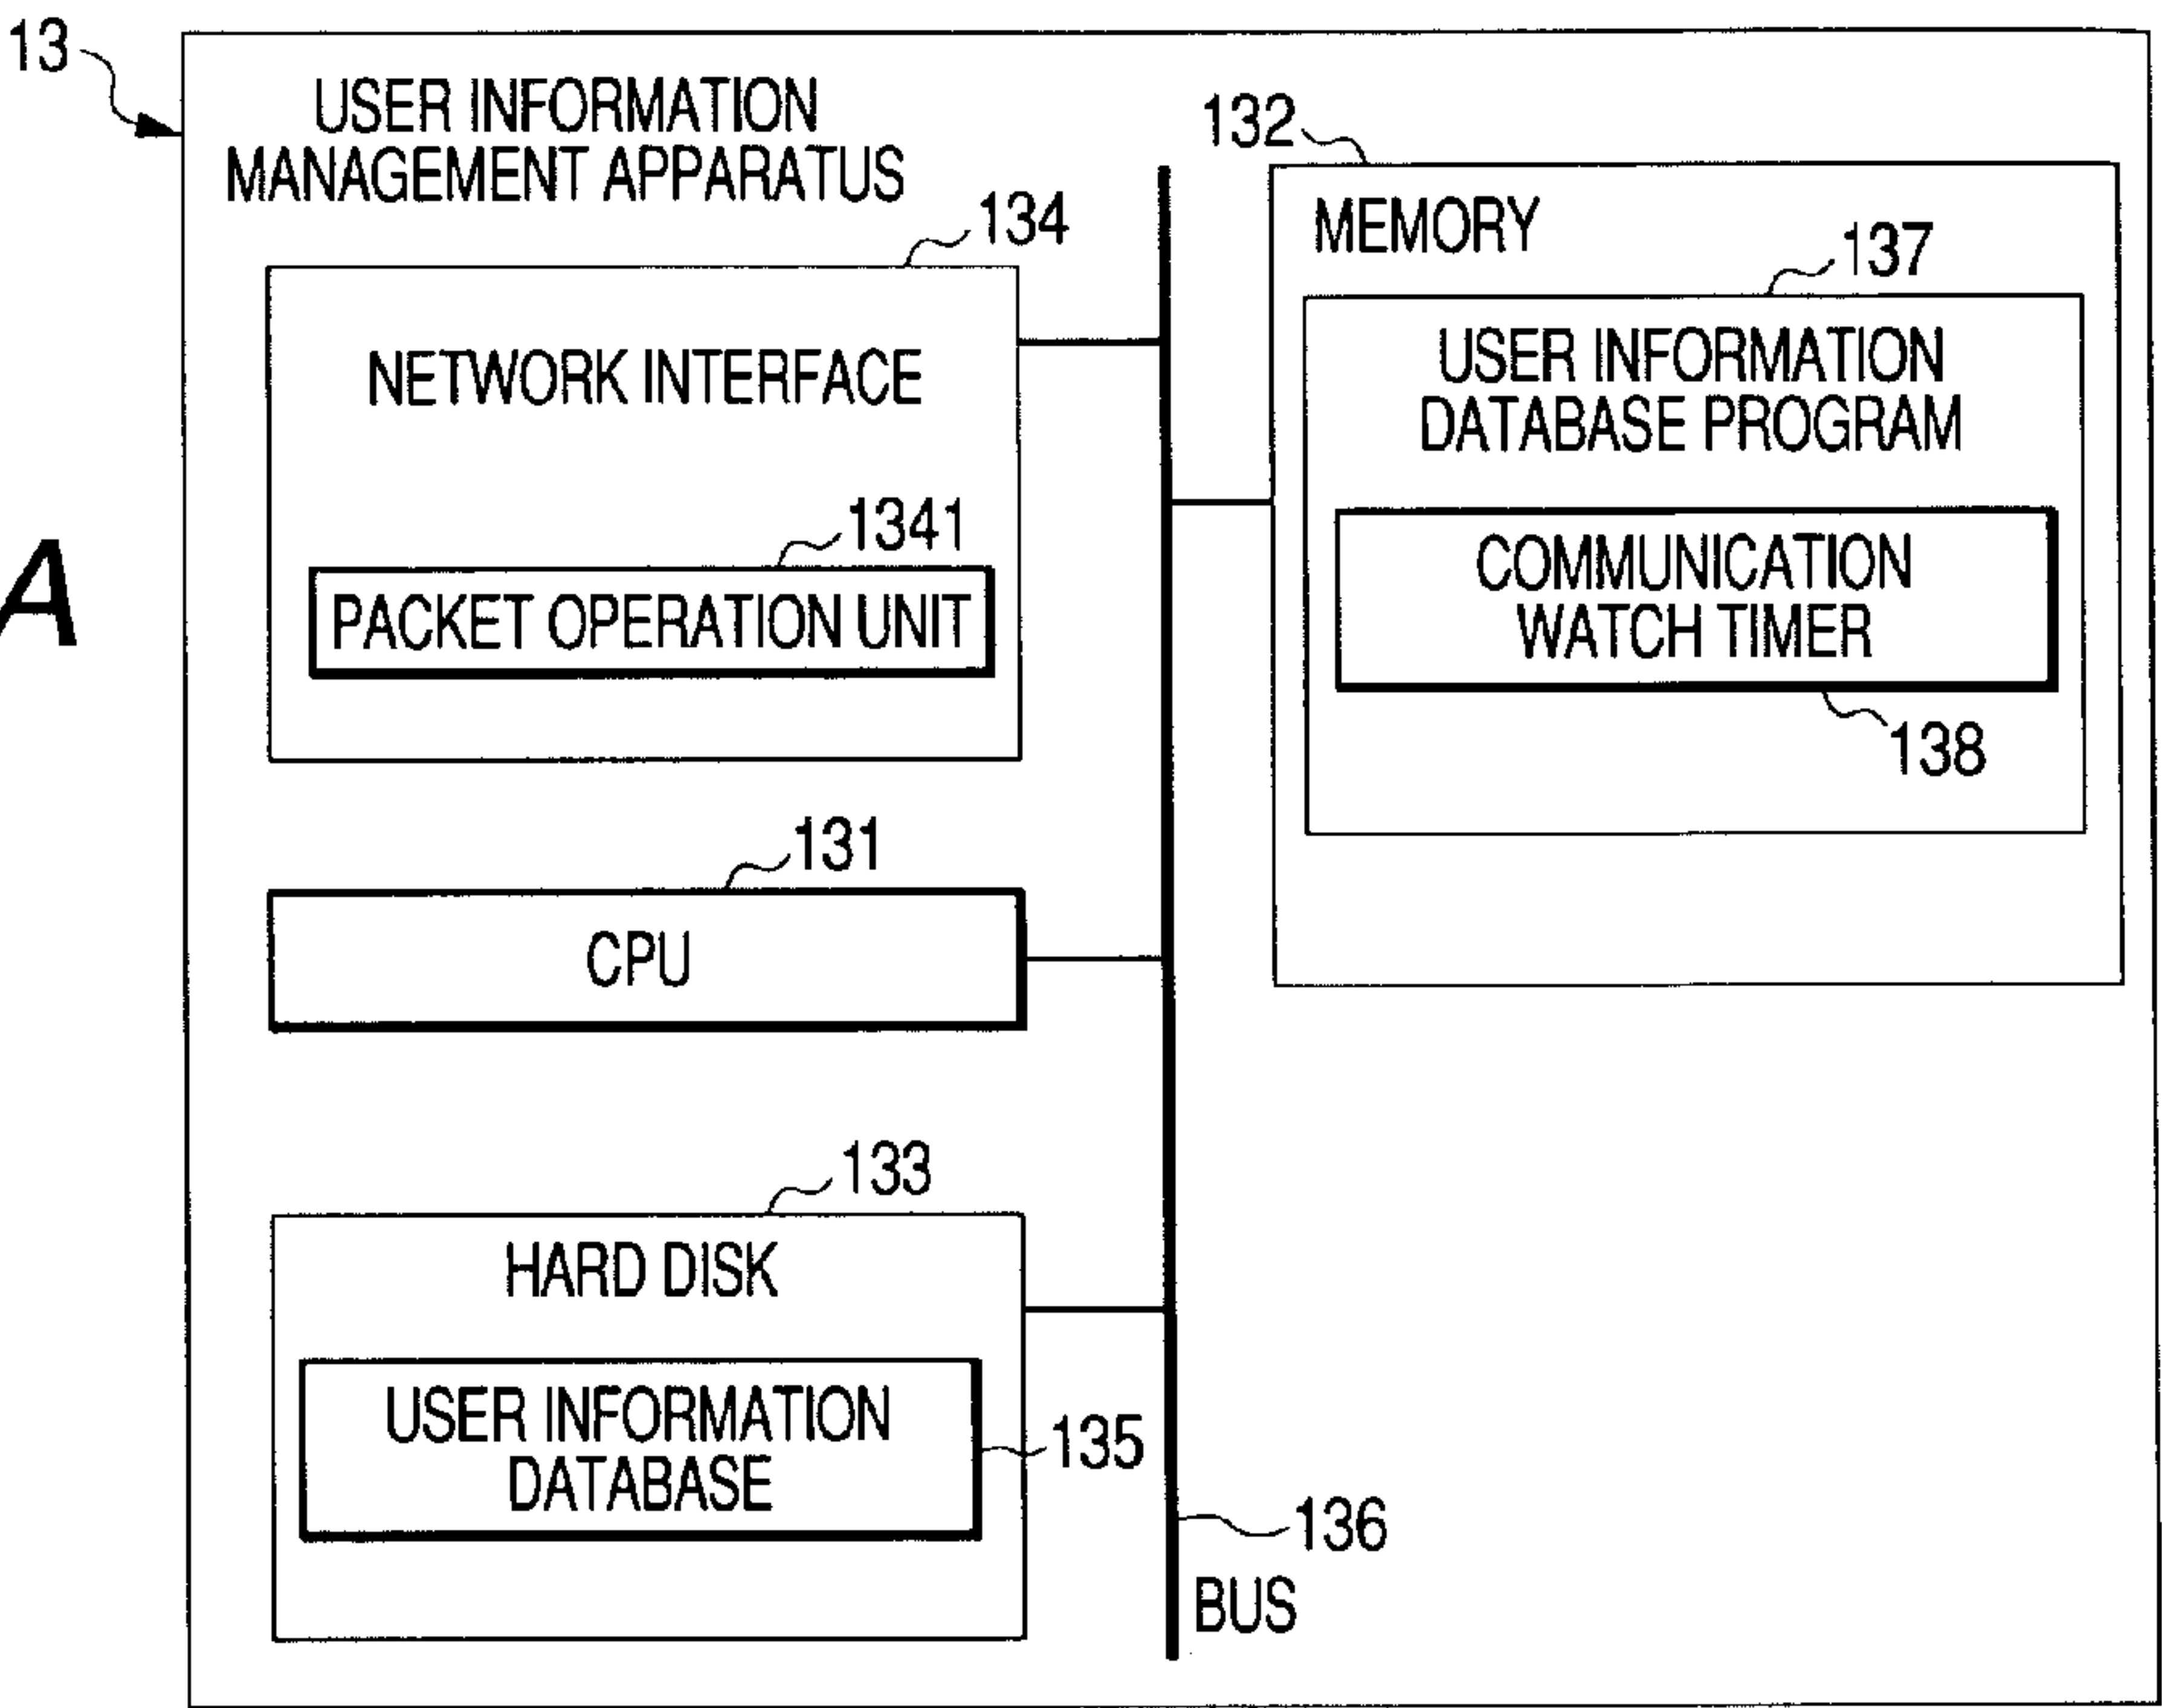 13
USER INFORMATION
MANAGEMENT APPARATUS
134
NETWORK INTERFACE
1341
PACKET OPERATION UNIT
A
131
CPU
133
HARD DISK
USER INFORMATION
DATABASE
135
136
BUS
132
MEMORY
137
USER INFORMATION
DATABASE PROGRAM
COMMUNICATION
WATCH TIMER
138